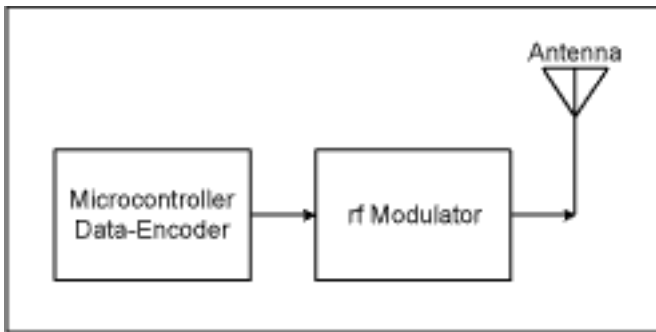 Antenna
Microcontroller
Data-Encoder
rf Modulator